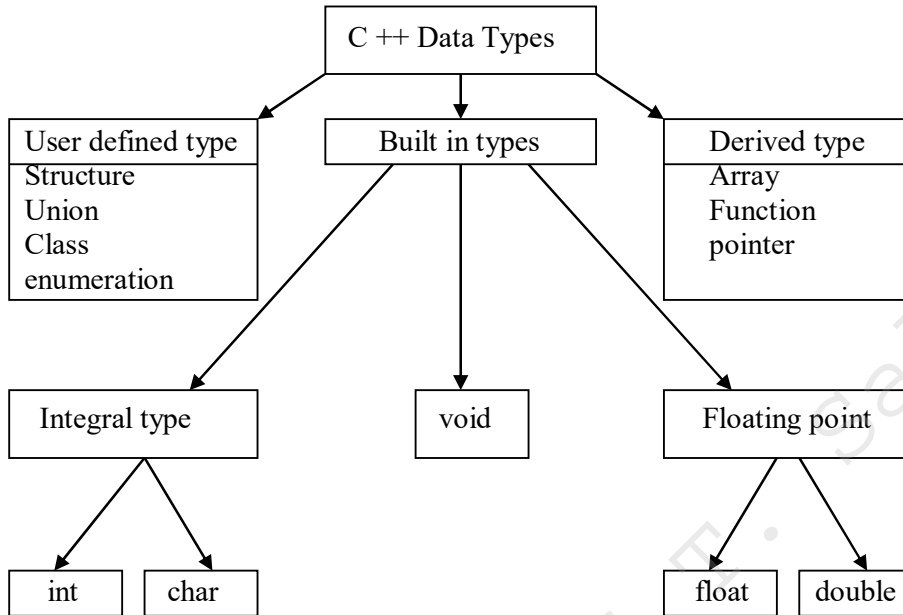 C ++ Data Types
User defined type
Structure
Union
Class
enumeration
Built in types
Derived type
Array
Function
pointer
Integral type
void
Floating point
int
char
float
double